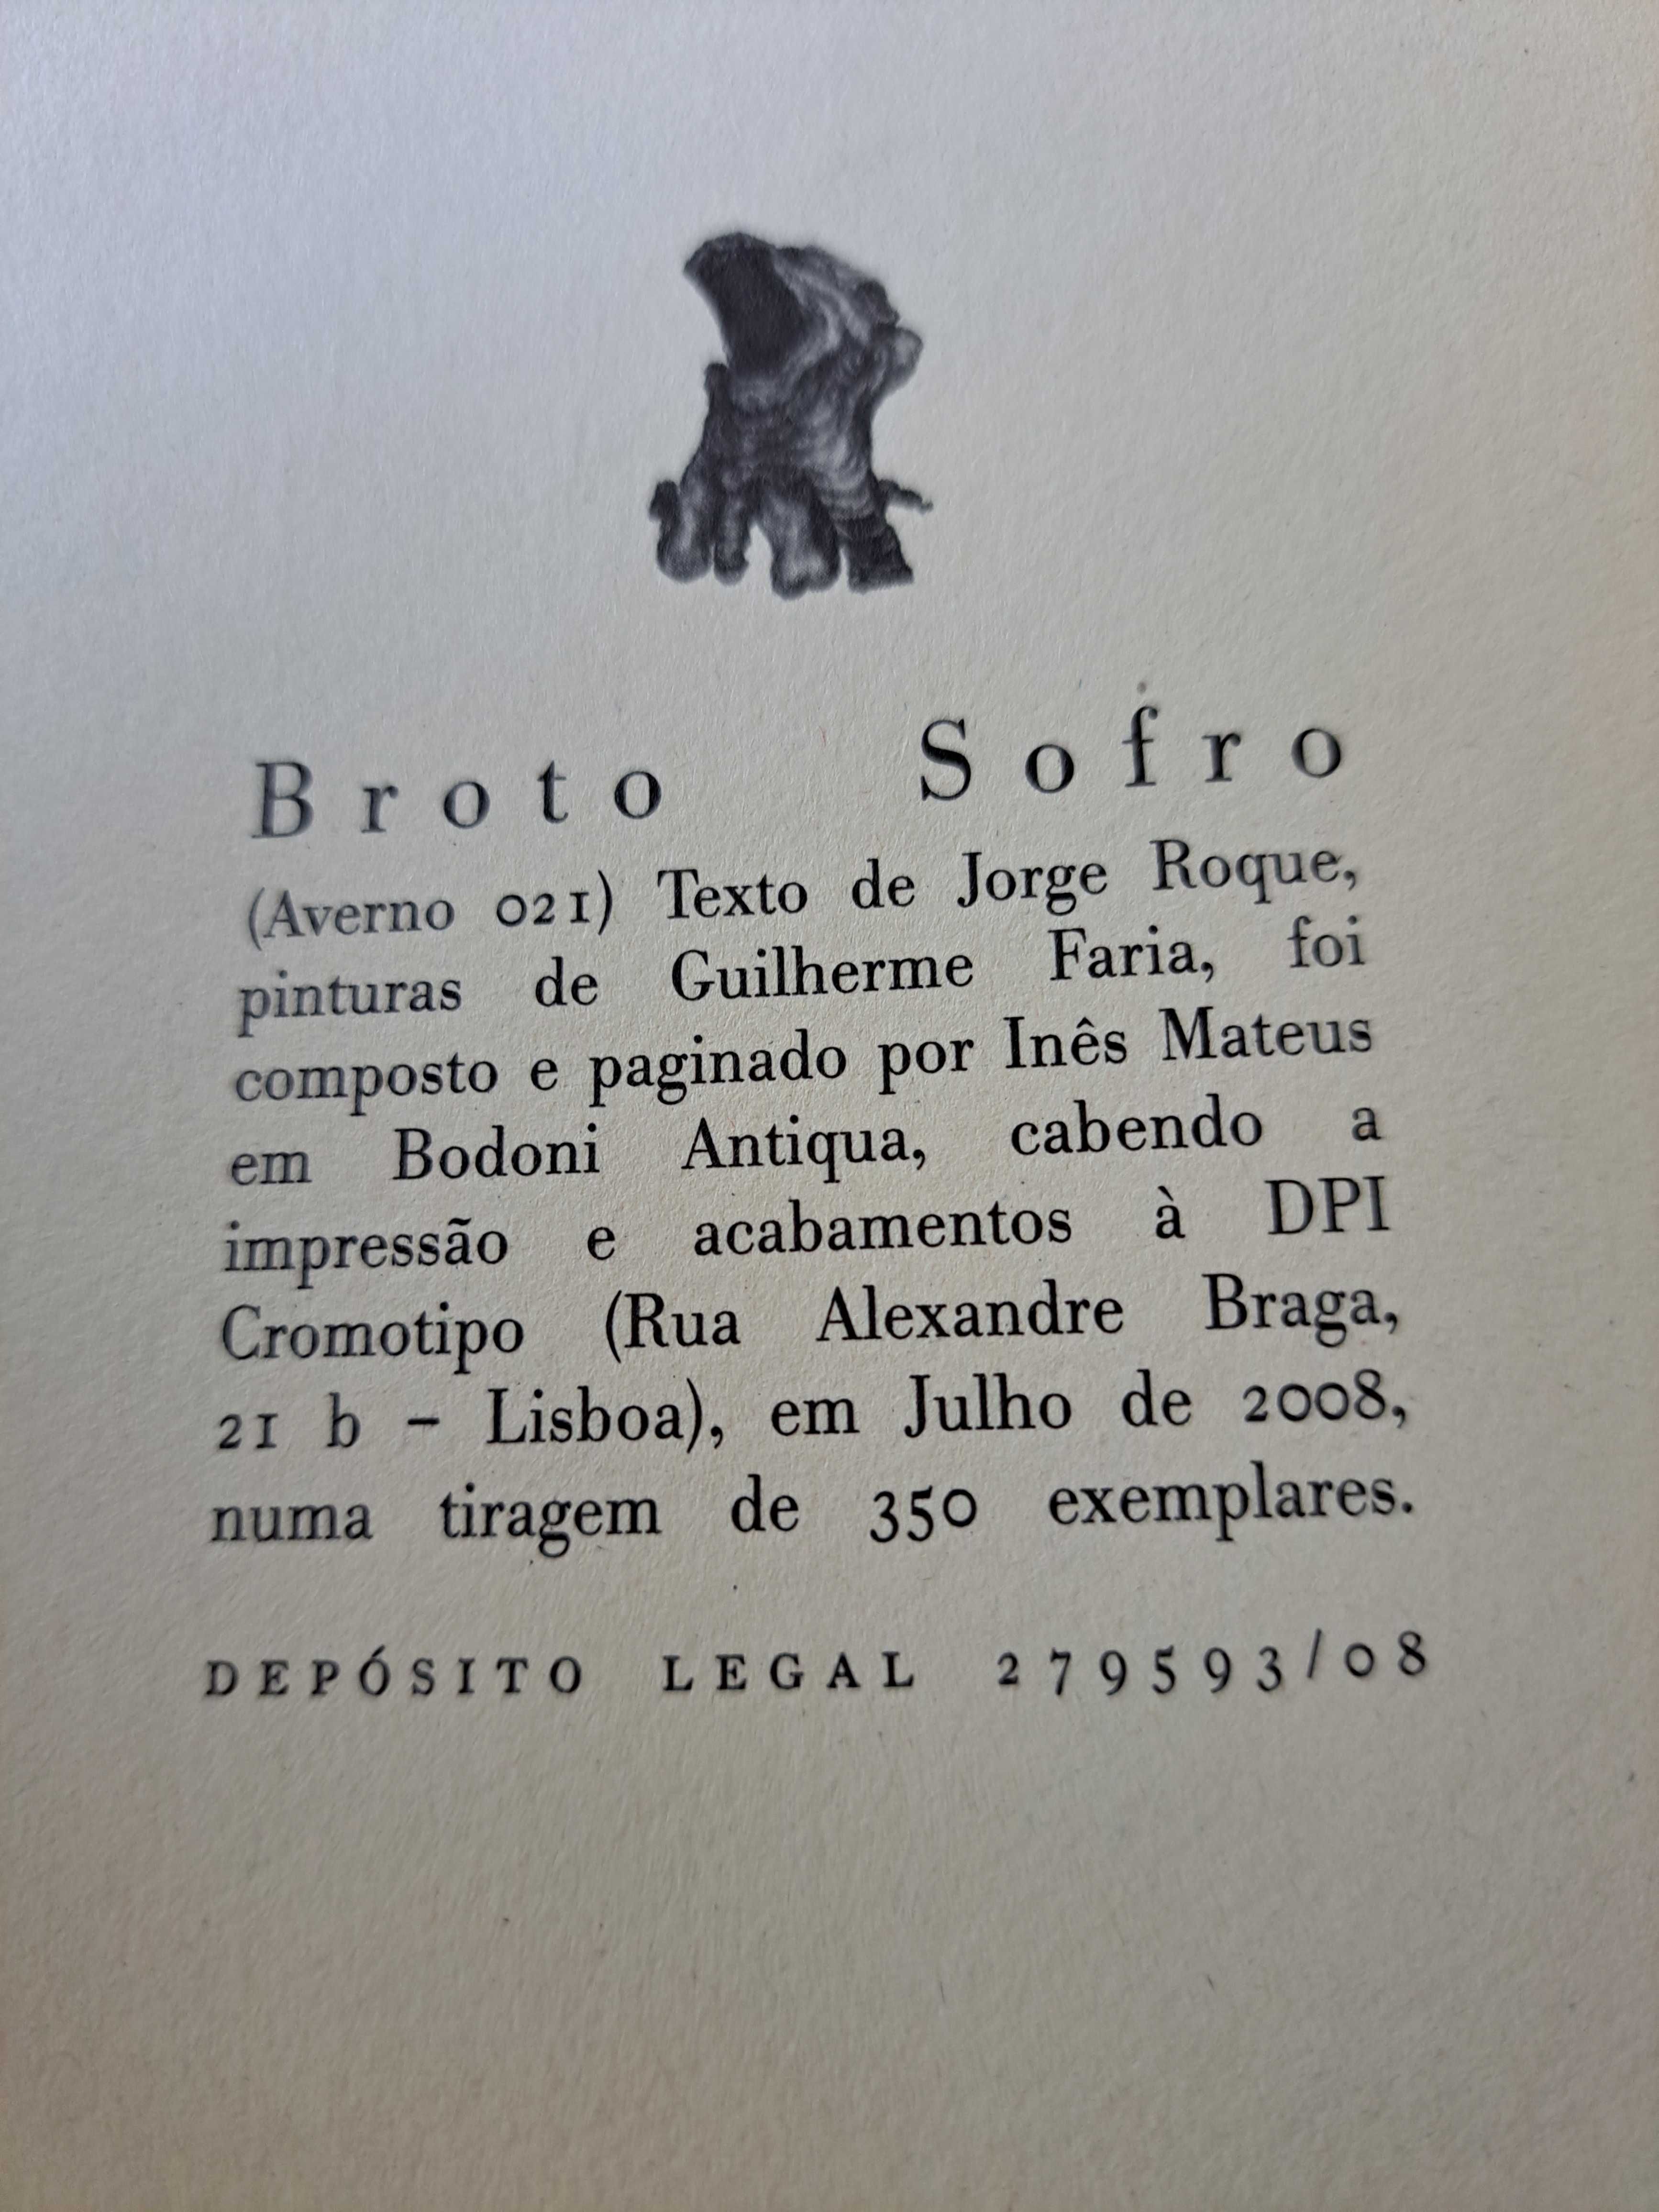 Broto Sofro
(Averno 021) Texto de Jorge Roque,
pinturas de Guilherme Faria, foi
composto e paginado por Inês Mateus
em Bodoni Antiqua, cabendo a
impressão e acabamentos à DPI
Cromotipo (Rua Alexandre Braga,
21 b – Lisboa), em Julho de 2008,
numa tiragem de 350 exemplares.
DEPÓSITO LEGAL 279593/08